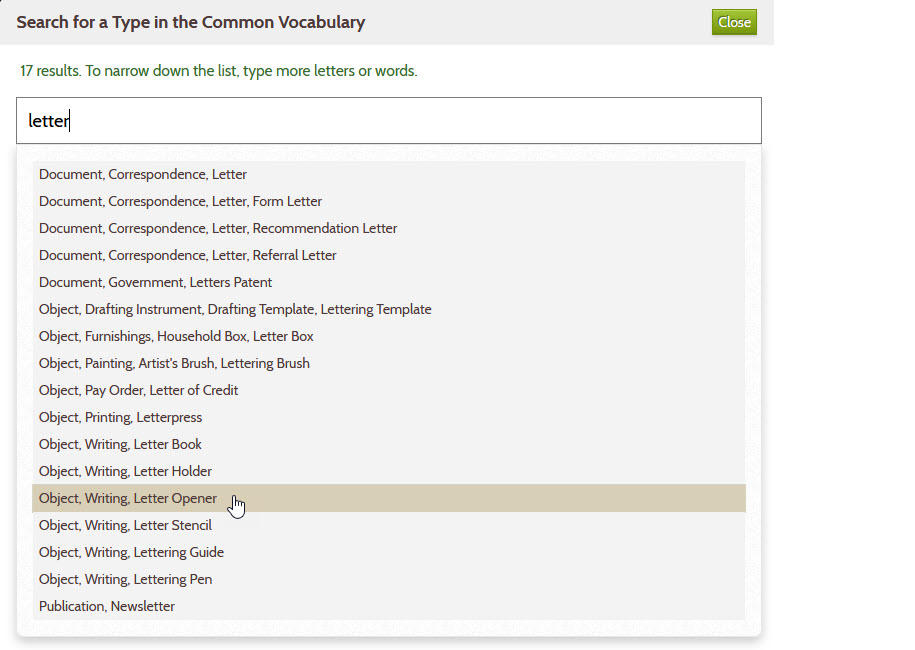 Search for a Type in the Common Vocabulary
Close
17 results. To narrow down the list, type more letters or words.
letter
Document, Correspondence, Letter
Document, Correspondence, Letter, Form Letter
Document, Correspondence, Letter, Recommendation Letter
Document, Correspondence, Letter, Referral Letter
Document, Government, Letters Patent
Object, Drafting Instrument, Drafting Template, Lettering Template
Object, Furnishings, Household Box, Letter Box
Object, Painting, Artist's Brush, Lettering Brush
Object, Pay Order, Letter of Credit
Object, Printing, Letterpress
Object, Writing, Letter Book
Object, Writing, Letter Holder
Object, Writing, Letter Opener
Object, Writing, Letter Stencil
Object, Writing, Lettering Guide
Object, Writing, Lettering Pen
Publication, Newsletter